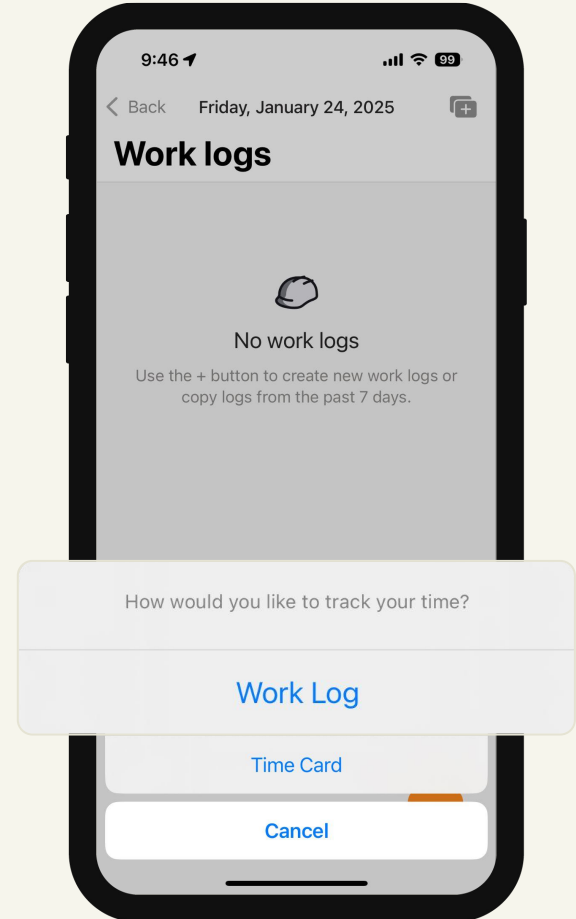 9:46
99
Back
Friday, January 24, 2025
Work logs
No work logs
Use the + button to create new work logs or
copy logs from the past 7 days.
How would you like to track your time?
Work Log
Time Card
Cancel